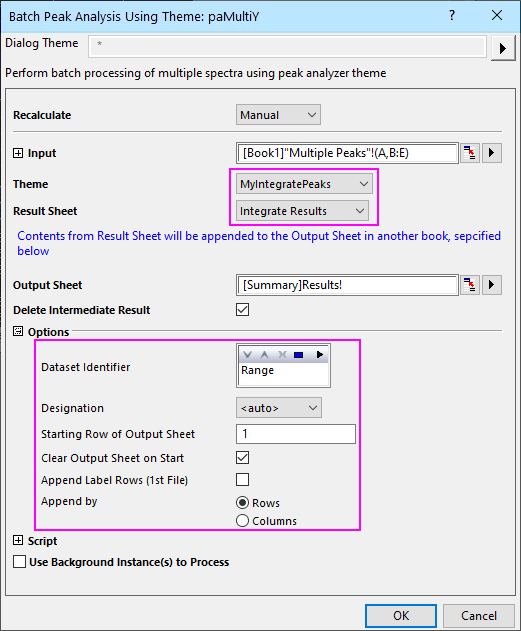 Batch Peak Analysis Using Theme: paMultiY
Dialog Theme *
Perform batch processing of multiple spectra using peak analyzer theme
Recalculate Manual
Input [Book1]"Multiple Peaks"!(A,B:E)
Theme MyIntegratePeaks
Result Sheet Integrate Results
Contents from Result Sheet will be appended to the Output Sheet in another book, sepcified
below
Output Sheet [Summary]Results!
Delete Intermediate Result
Options
Dataset Identifier
Range
Designation <auto>
Starting Row of Output Sheet 1
Clear Output Sheet on Start
Append Label Rows (1st File)
Append by Rows
Columns
Script
Use Background Instance(s) to Process
OK Cancel